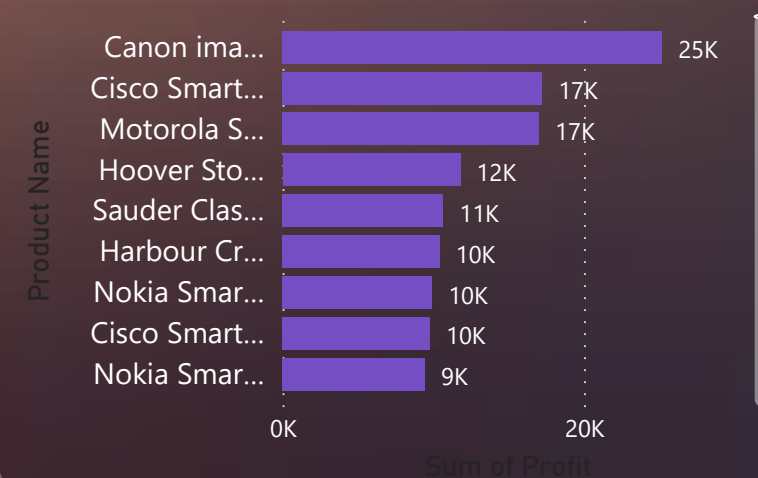 Product Name
Canon ima... 25K
Cisco Smart... 17K
Motorola S... 17K
Hoover Sto... 12K
Sauder Clas... 11K
Harbour Cr... 10K
Nokia Smar... 10K
Cisco Smart... 10K
Nokia Smar... 9K
0K 20K
Sum of Profit